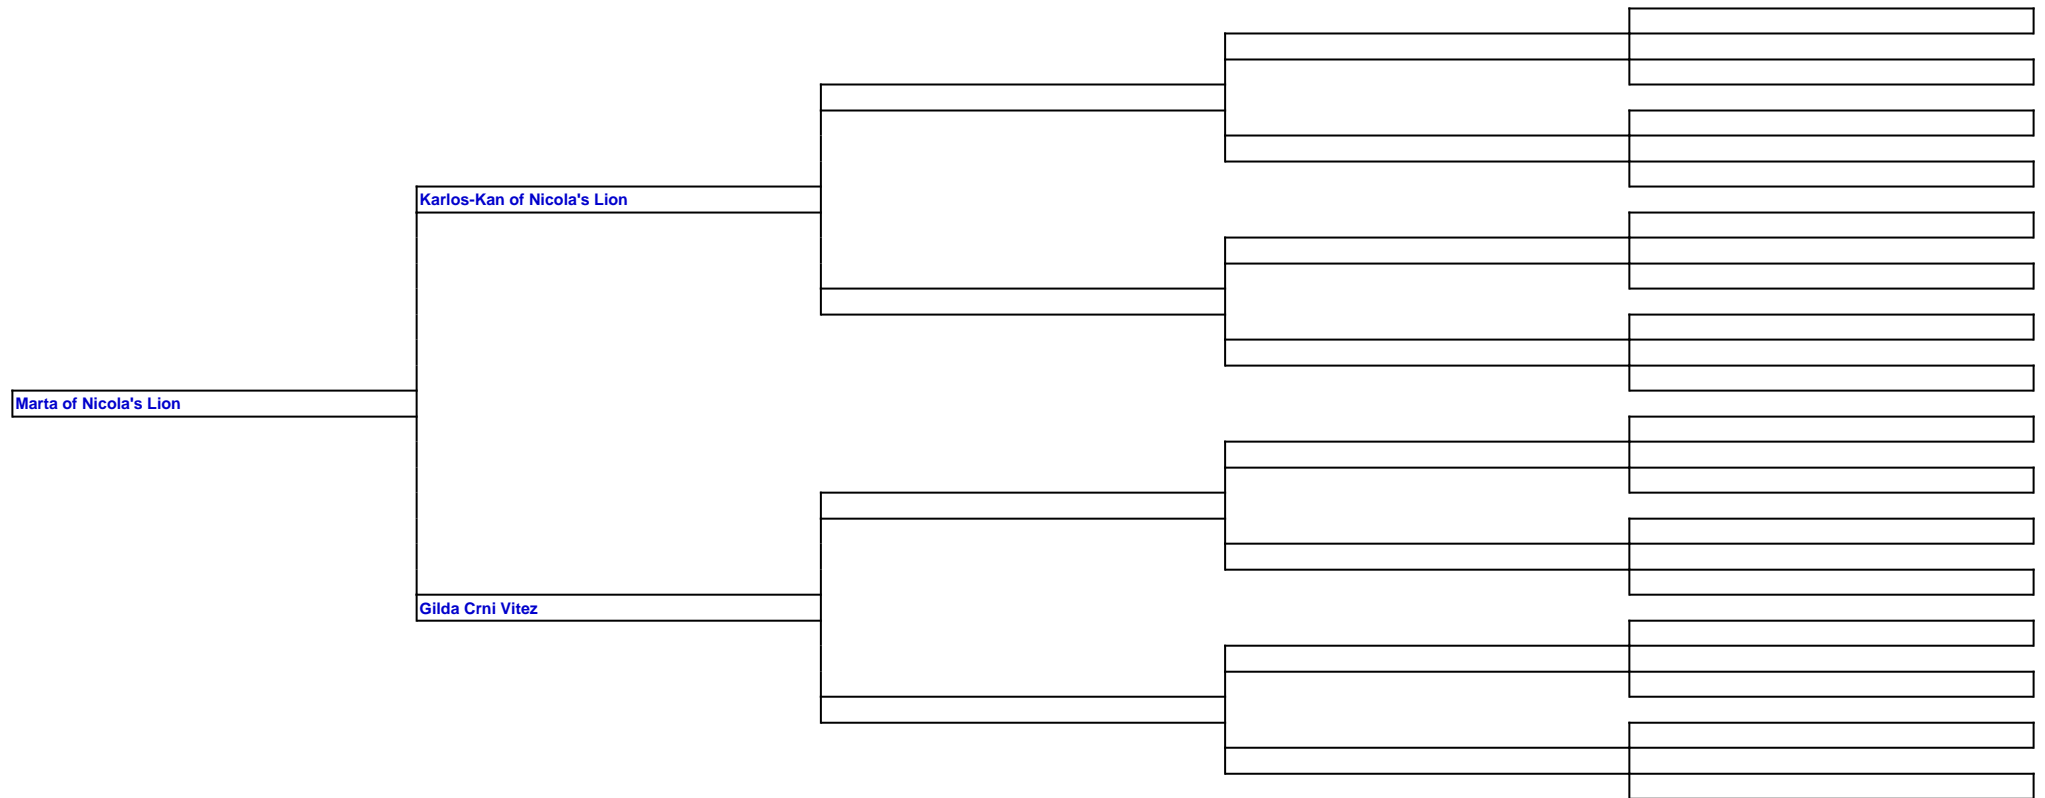 Karlos-Kan of Nicola's Lion
Marta of Nicola's Lion
Gilda Crni Vitez